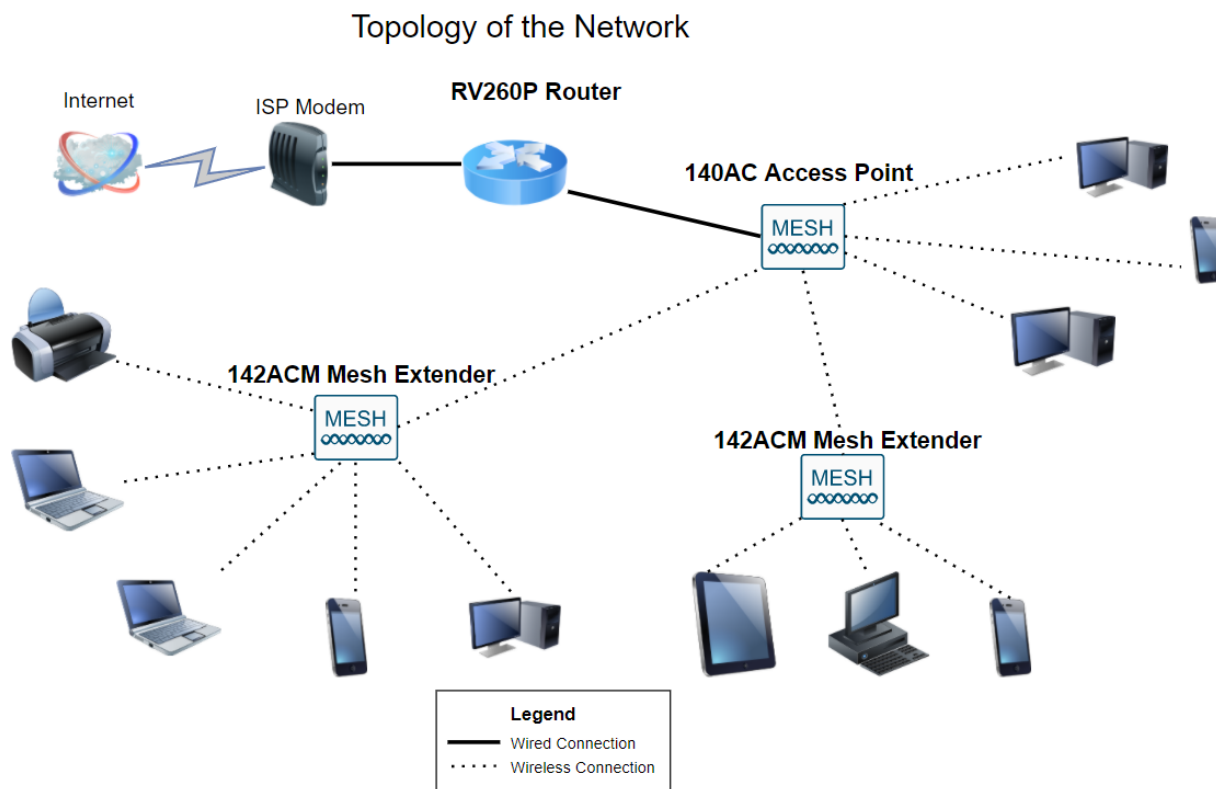 Topology of the Network
Internet
ISP Modem
RV260P Router
140AC Access Point
MESH
142ACM Mesh Extender
MESH
142ACM Mesh Extender
MESH
Legend
Wired Connection
Wireless Connection